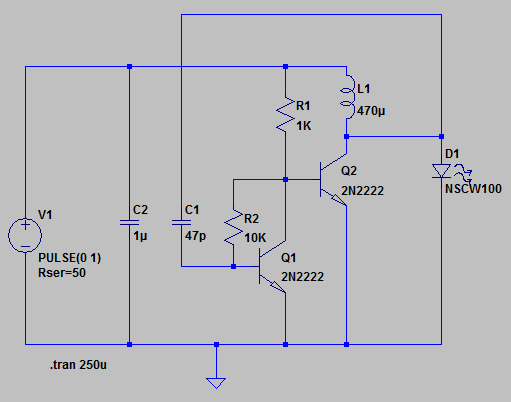 L1
R1
470µ
1K
D1
Q2
2N2222
NSCW100
V1
C2
C1
R2
1µ
47p
10K
Q1
PULSE(0 1)
Rser=50
2N2222
.tran 250u